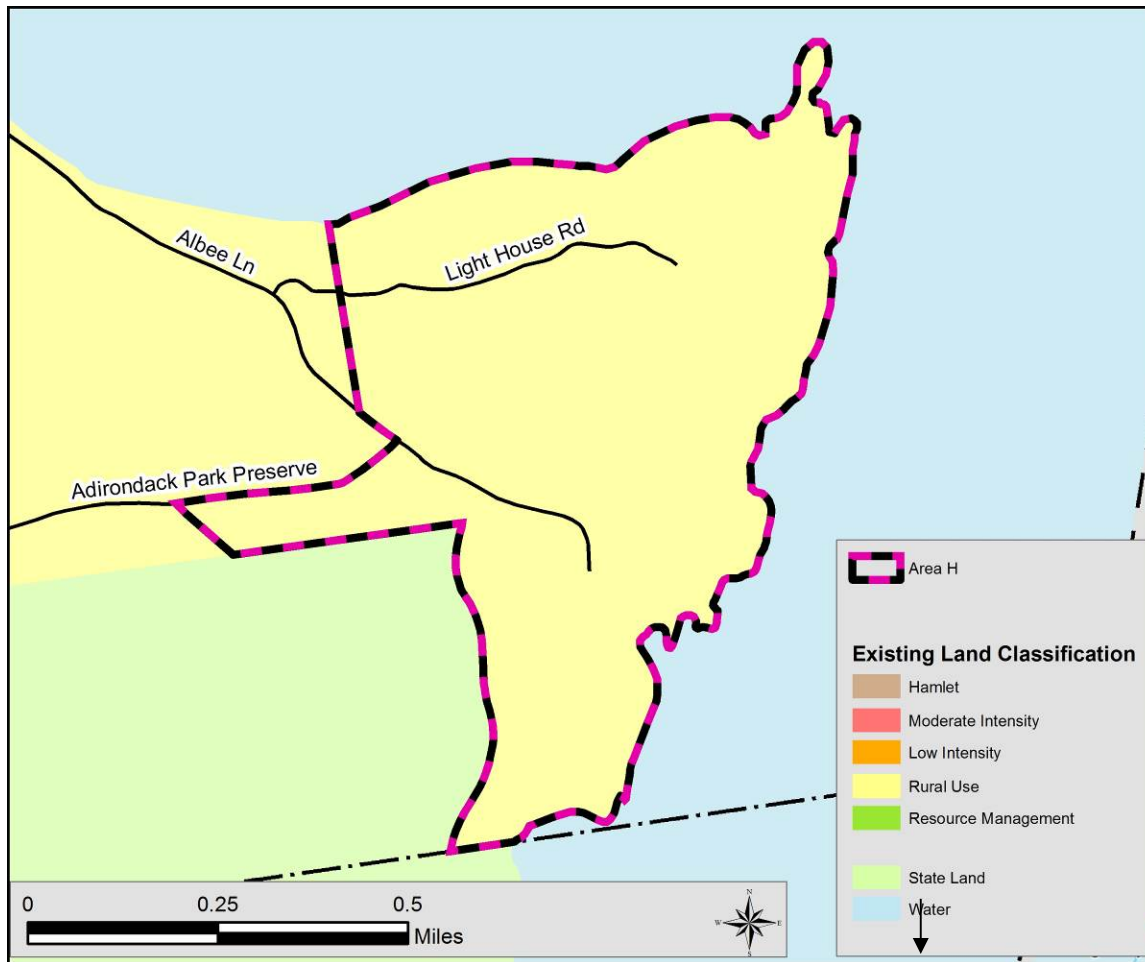 Albee Ln
Light House Rd
Adirondack Park Preserve
Area H
Existing Land Classification
Hamlet
Moderate Intensity
Low Intensity
Rural Use
Resource Management
State Land
Water
0 0.25 0.5
Miles
N
W E
S